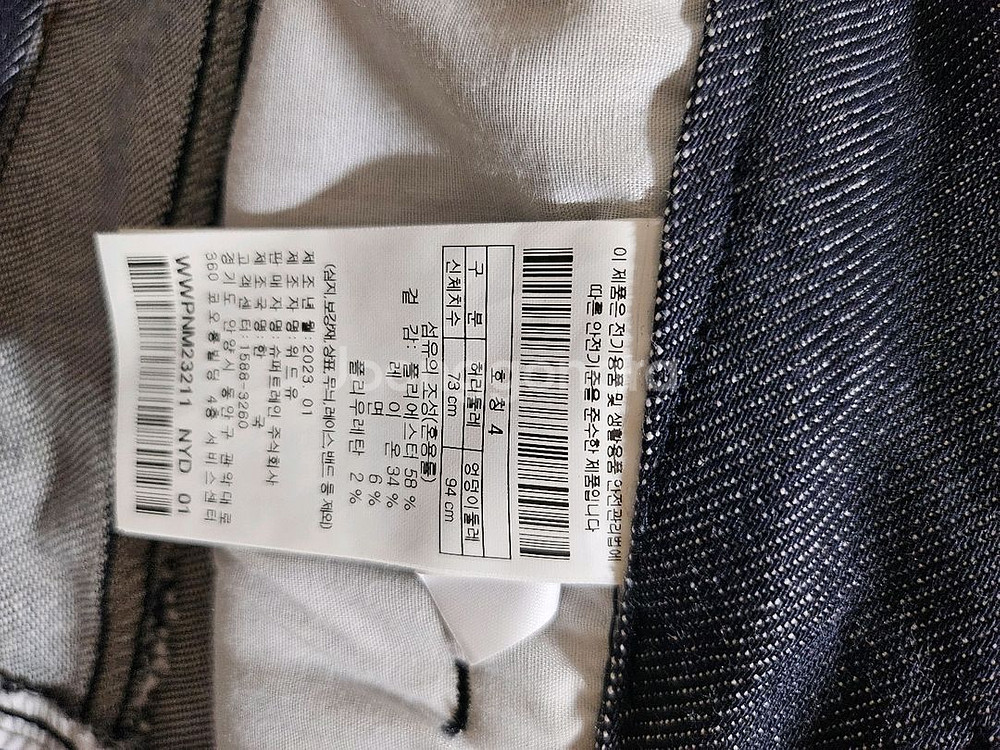 이 제품은 전기용품 및 생활용품 안전관리법에
따른 안전기준을 준수한 제품입니다
호칭 4
구 분 허리둘레 엉덩이둘레
신체치수 73 cm 94 cm
섬유의 조성(혼용률)
겉 감: 폴리에스터 58 %
레 이 온 34 %
면 6 %
폴리우레탄 2 %
(심지,보강재,상표,무늬,레이스,밴드 등 제외)
제 조 년 월: 2023. 01
제 조 자 명: 위 드 유
판 매 자 명: 슈퍼트레인 주식회사
제 조 국 명: 한 국
고 객 센 터: 1588-3260
경 기 도 안 양 시 동 안 구 관 악 대 로
360 빌 딩 4 층 서 비 스 센 터
WWPNM23211 NYD 01